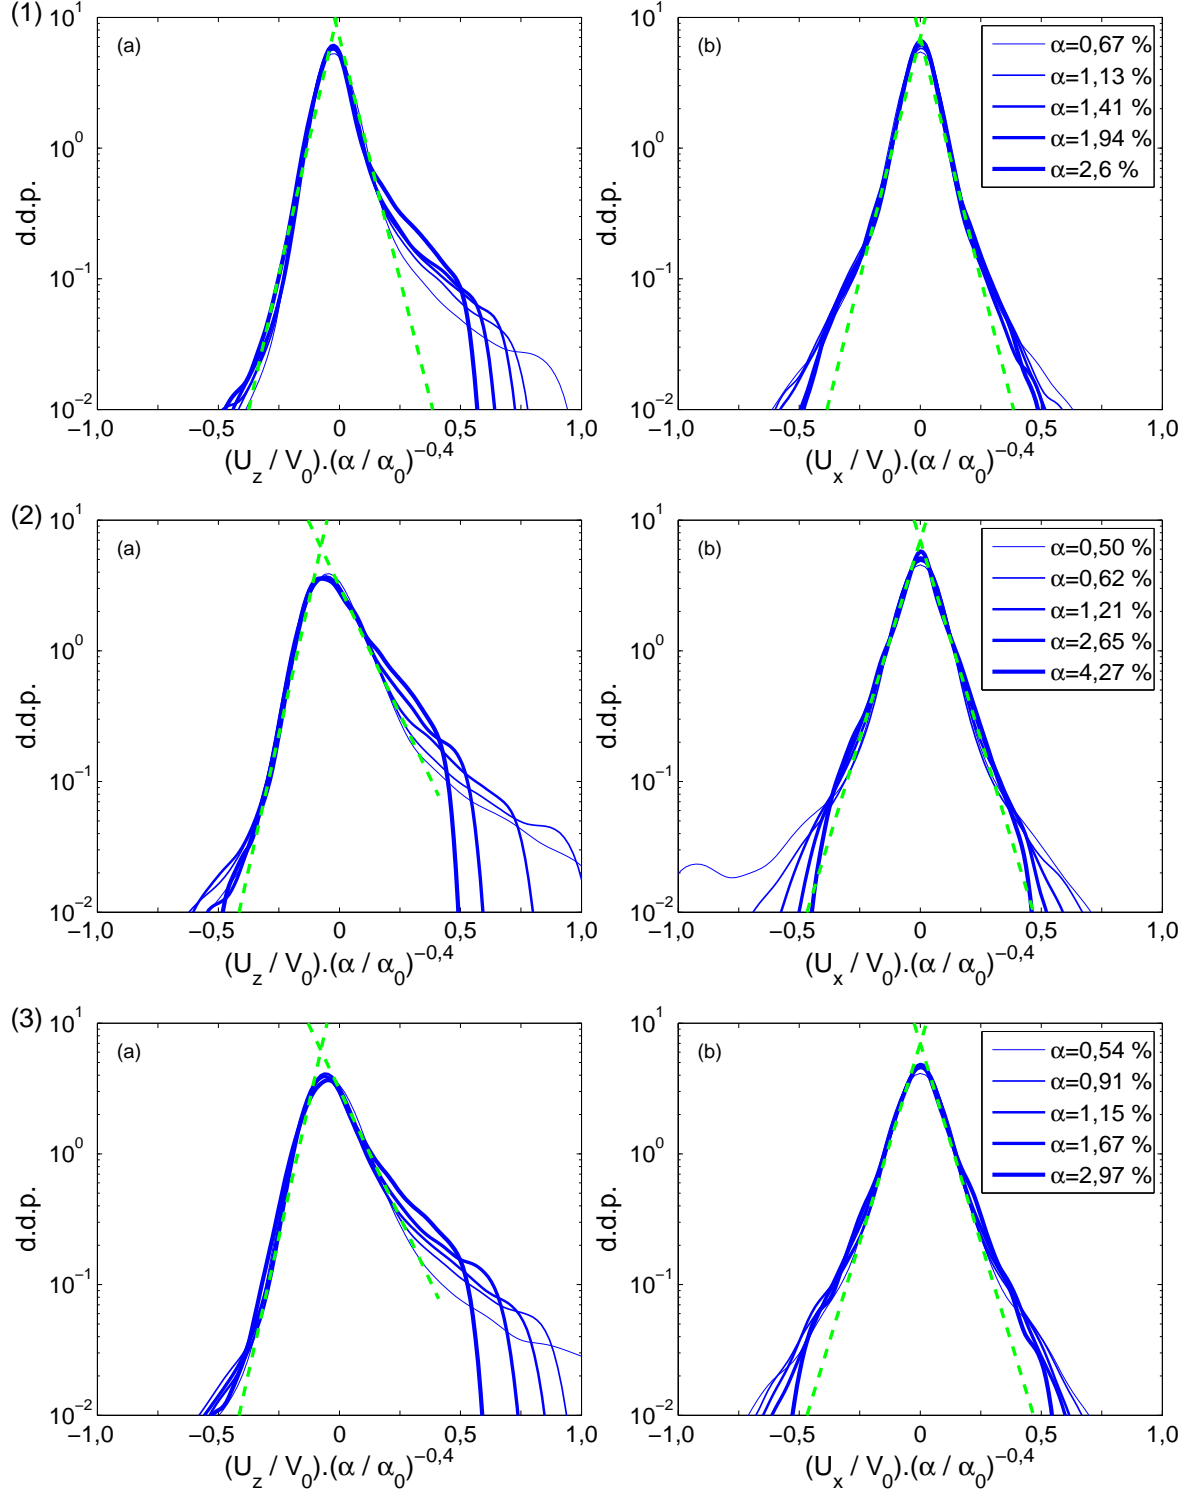 (1)
(a)
d.d.p.
10^1
10^0
10^−1
10^−2
−1,0 −0,5 0 0,5 1,0
(U_z / V_0).(α / α_0)^−0,4
(b)
α=0,67 %
α=1,13 %
α=1,41 %
α=1,94 %
α=2,6 %
d.d.p.
10^1
10^0
10^−1
10^−2
−1,0 −0,5 0 0,5 1,0
(U_x / V_0).(α / α_0)^−0,4
(2)
(a)
d.d.p.
10^1
10^0
10^−1
10^−2
−1,0 −0,5 0 0,5 1,0
(U_z / V_0).(α / α_0)^−0,4
(b)
α=0,50 %
α=0,62 %
α=1,21 %
α=2,65 %
α=4,27 %
d.d.p.
10^1
10^0
10^−1
10^−2
−1,0 −0,5 0 0,5 1,0
(U_x / V_0).(α / α_0)^−0,4
(3)
(a)
d.d.p.
10^1
10^0
10^−1
10^−2
−1,0 −0,5 0 0,5 1,0
(U_z / V_0).(α / α_0)^−0,4
(b)
α=0,54 %
α=0,91 %
α=1,15 %
α=1,67 %
α=2,97 %
d.d.p.
10^1
10^0
10^−1
10^−2
−1,0 −0,5 0 0,5 1,0
(U_x / V_0).(α / α_0)^−0,4